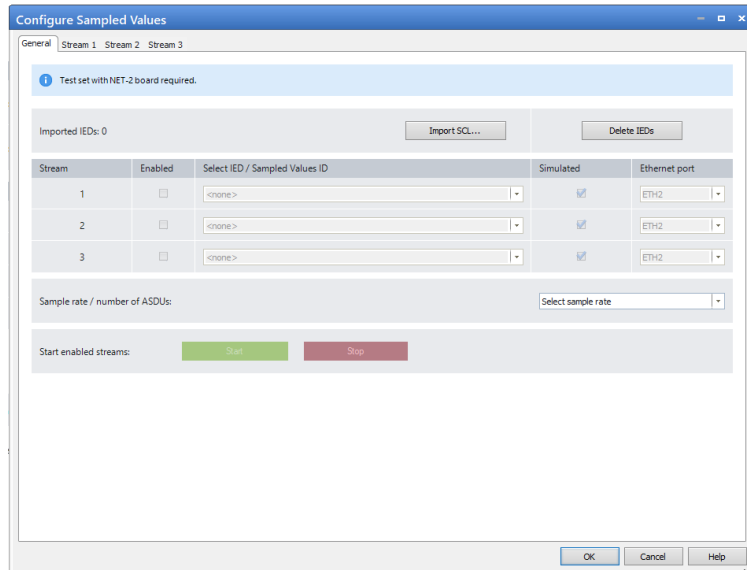 Configure Sampled Values
General Stream 1 Stream 2 Stream 3
Test set with NET-2 board required.
Imported IEDs: 0 Import SCL... Delete IEDs
Stream Enabled Select IED / Sampled Values ID Simulated Ethernet port
1 <none> ETH2
2 <none> ETH2
3 <none> ETH2
Sample rate / number of ASDUs: Select sample rate
Start enabled streams: Start Stop
OK Cancel Help